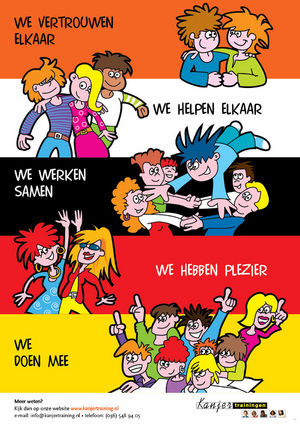 WE VERTROUWEN
ELKAAR
WE HELPEN ELKAAR
WE WERKEN
SAMEN
WE HEBBEN PLEZIER
WE
DOEN MEE
Meer weten?
Kijk dan op onze website www.kanjertraining.nl
e-mail: info@kanjertraining.nl • telefoon: (036) 548 94 05
Kanjer trainingen